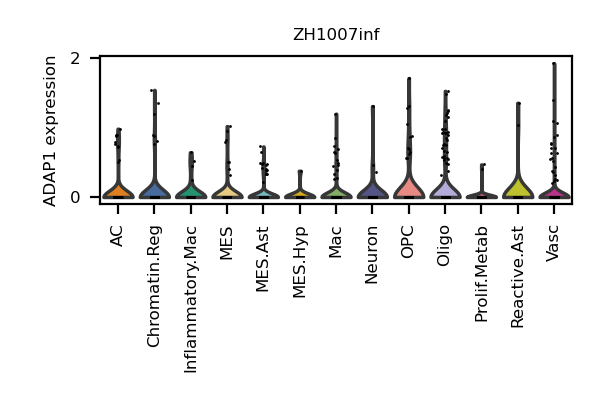 ZH1007inf
ADAP1 expression
2
0
AC
Chromatin.Reg
Inflammatory.Mac
MES
MES.Ast
MES.Hyp
Mac
Neuron
OPC
Oligo
Prolif.Metab
Reactive.Ast
Vasc